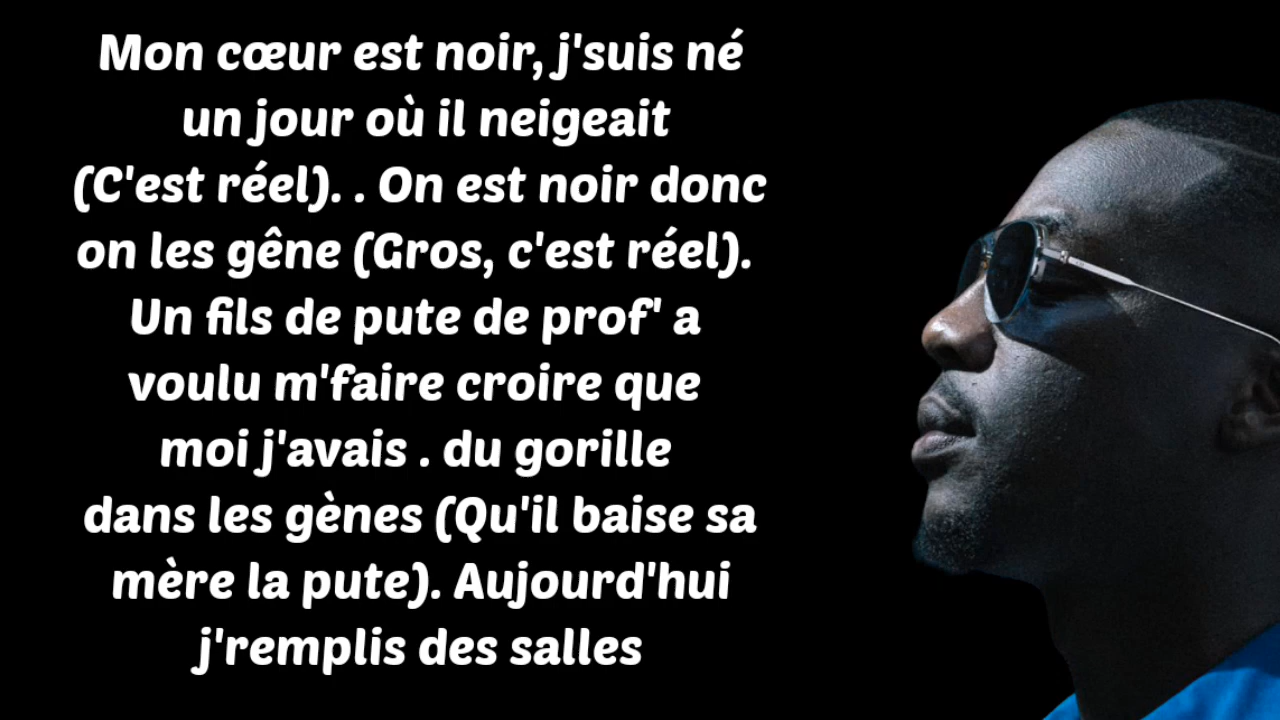 Mon cœur est noir, j'suis né
un jour où il neigeait
(C'est réel). . On est noir donc
on les gêne (Gros, c'est réel).
Un fils de pute de prof' a
voulu m'faire croire que
moi j'avais . du gorille
dans les gènes (Qu'il baise sa
mère la pute). Aujourd'hui
j'remplis des salles